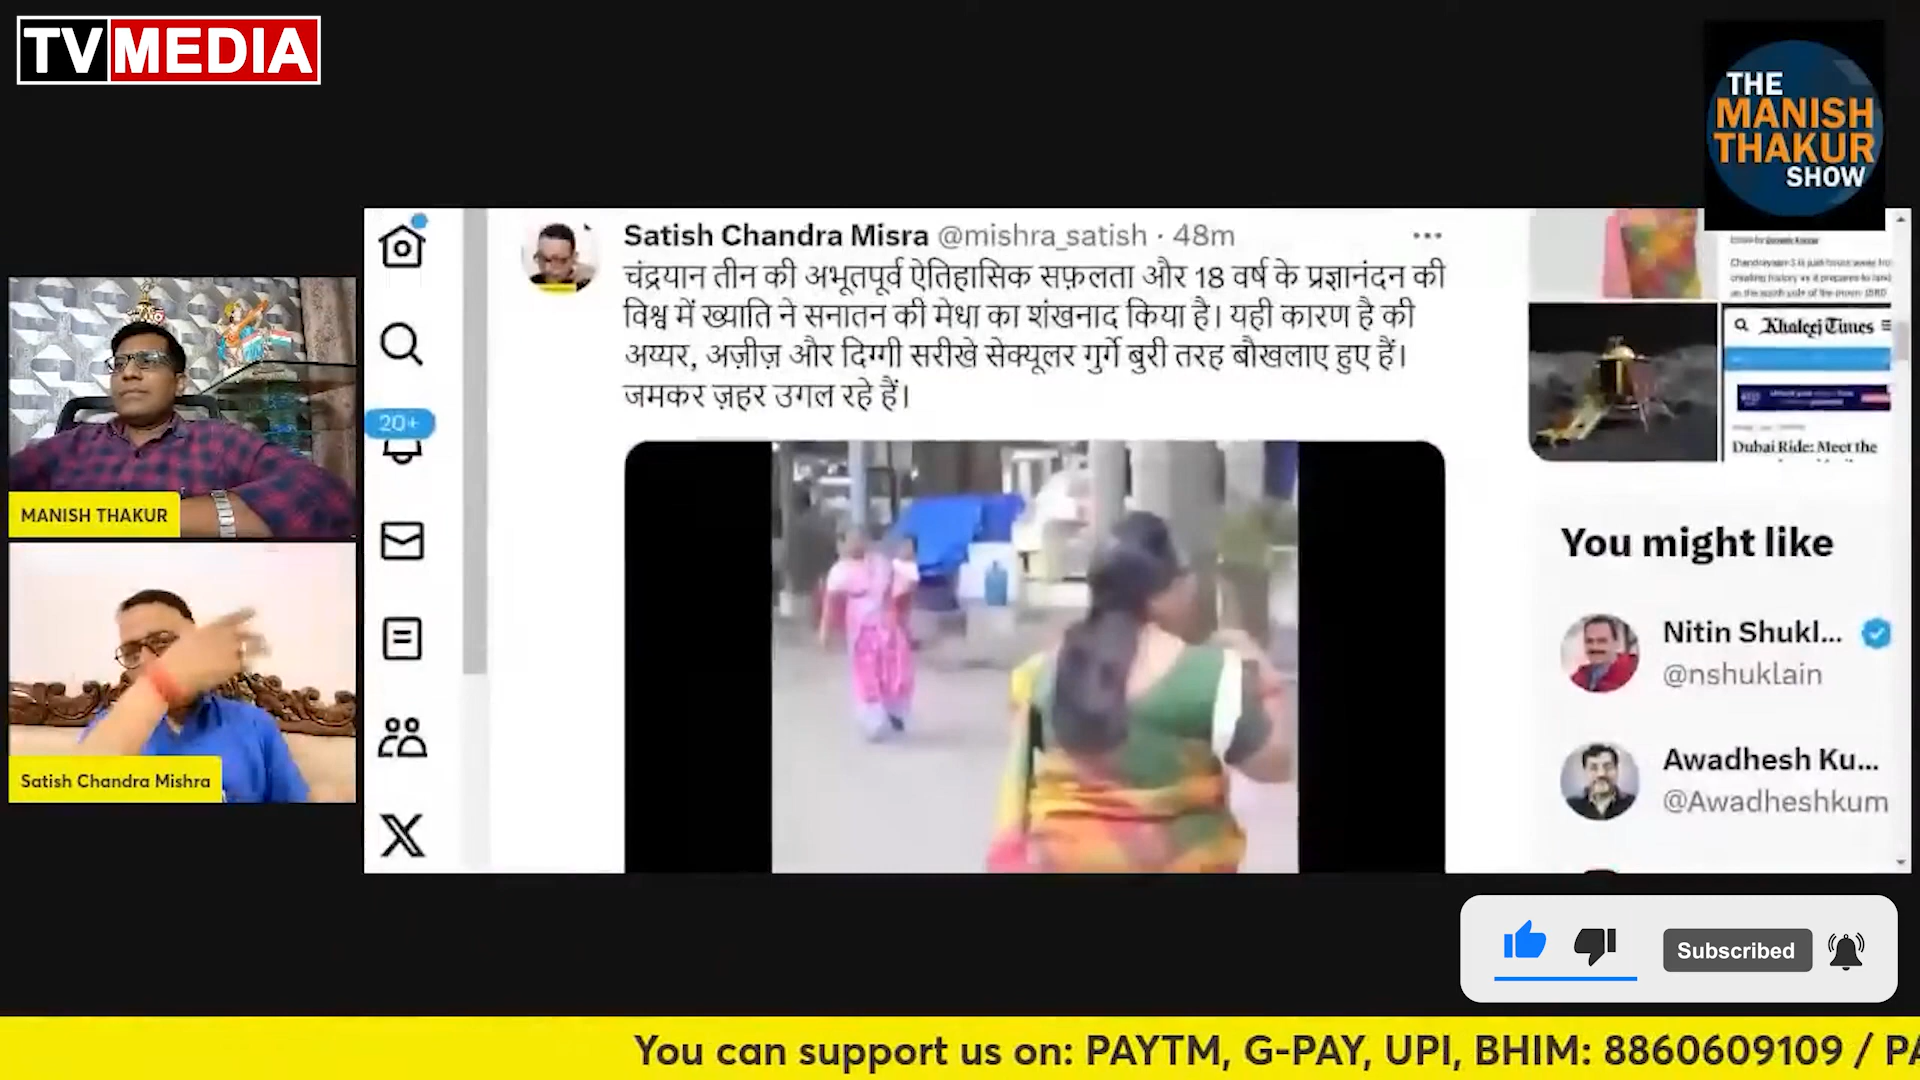 TVMEDIA
THE
MANISH
THAKUR
SHOW
Satish Chandra Misra @mishra_satish · 48m
चंद्रयान तीन की अभूतपूर्व ऐतिहासिक सफ़लता और 18 वर्ष के प्रज्ञानंदन की
विश्व में ख्याति ने सनातन की मेधा का शंखनाद किया है। यही कारण है की
अय्यर, अज़ीज़ और दिग्गी सरीखे सेक्यूलर गुर्गे बुरी तरह बौखलाए हुए हैं।
जमकर ज़हर उगल रहे हैं।
20+
MANISH THAKUR
Satish Chandra Mishra
Khaleej Times
Dubai Ride: Meet the
You might like
Nitin Shukl...
@nshuklain
Awadhesh Ku...
@Awadheshkum
Subscribed
You can support us on: PAYTM, G-PAY, UPI, BHIM: 8860609109 / PA